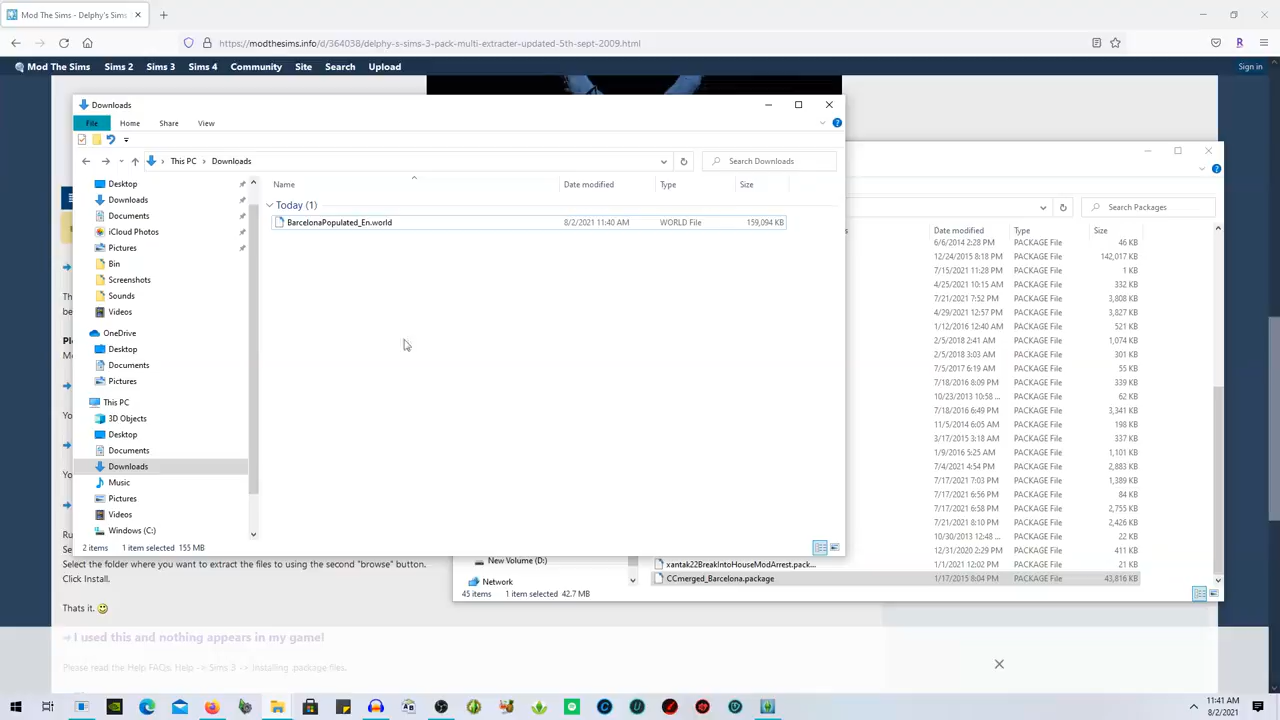 Mod The Sims - Delphy's Sims
https://modthesims.info/d/364038/delphy-s-sims-3-pack-multi-extracter-updated-5th-sept-2009.html
Mod The Sims Sims 2 Sims 3 Sims 4 Community Site Search Upload Sign in
Downloads
File Home Share View
This PC > Downloads
Search Downloads
Name Date modified Type Size
Today (1)
BarcelonaPopulated_En.world 8/2/2021 11:40 AM WORLD File 159,094 KB
Desktop
Downloads
Documents
iCloud Photos
Pictures
Bin
Screenshots
Sounds
Videos
OneDrive
Desktop
Documents
Pictures
This PC
3D Objects
Desktop
Documents
Downloads
Music
Pictures
Videos
Windows (C:)
2 items 1 item selected 155 MB
Search Packages
Date modified Type Size
6/6/2014 2:28 PM PACKAGE File 46 KB
12/24/2015 8:18 PM PACKAGE File 142,017 KB
7/15/2021 11:28 PM PACKAGE File 1 KB
4/25/2021 10:15 AM PACKAGE File 332 KB
7/21/2021 7:52 PM PACKAGE File 3,808 KB
4/29/2021 12:57 PM PACKAGE File 3,827 KB
1/12/2016 12:40 AM PACKAGE File 521 KB
2/5/2018 2:41 AM PACKAGE File 1,074 KB
2/5/2018 3:03 AM PACKAGE File 301 KB
7/5/2017 6:19 AM PACKAGE File 55 KB
7/18/2016 8:09 PM PACKAGE File 339 KB
10/23/2013 10:58 ... PACKAGE File 62 KB
7/18/2016 6:49 PM PACKAGE File 3,341 KB
11/5/2014 6:05 AM PACKAGE File 198 KB
3/17/2015 3:18 AM PACKAGE File 337 KB
1/9/2016 5:25 AM PACKAGE File 1,101 KB
7/4/2021 4:54 PM PACKAGE File 2,883 KB
7/17/2021 7:03 PM PACKAGE File 1,389 KB
7/17/2021 6:56 PM PACKAGE File 84 KB
7/17/2021 6:58 PM PACKAGE File 2,755 KB
7/21/2021 8:10 PM PACKAGE File 2,426 KB
10/30/2013 12:48 ... PACKAGE File 22 KB
12/31/2020 2:29 PM PACKAGE File 411 KB
xantak22BreakIntoHouseModArrest.pack... 1/1/2021 12:02 PM PACKAGE File 21 KB
CCmerged_Barcelona.package 1/17/2015 8:04 PM PACKAGE File 43,816 KB
New Volume (D:)
Network
45 items 1 item selected 42.7 MB
Select the folder where you want to extract the files to using the second "browse" button.
Click Install.
Thats it.
I used this and nothing appears in my game!
Please read the Help FAQs. Help -> Sims 3 -> Installing .package files.
11:41 AM
8/2/2021